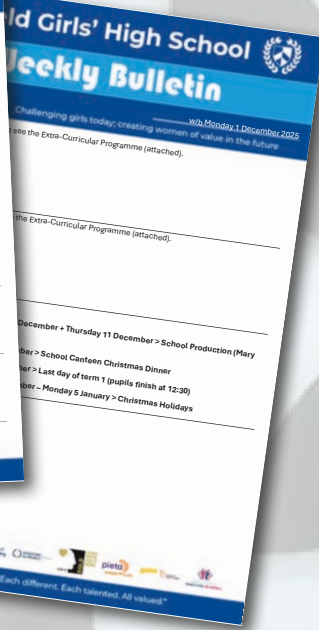 ld Girls' High School
Weekly Bulletin
Challenging girls today; creating women of value in the future
w/b Monday 1 December 2025
see the Extra-Curricular Programme (attached).
the Extra-Curricular Programme (attached).
December + Thursday 11 December > School Production (Mary
ber > School Canteen Christmas Dinner
ber > Last day of term 1 (pupils finish at 12:30)
ber – Monday 5 January > Christmas Holidays
pieta
Each different. Each talented. All valued."